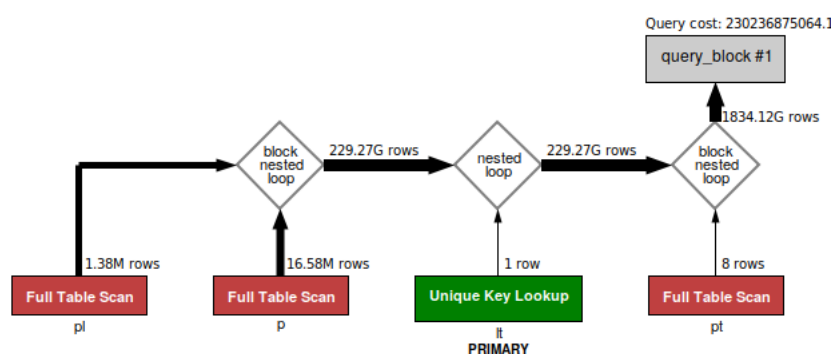 Query cost: 230236875064.1
query_block #1
1834.12G rows
block
nested
loop
229.27G rows
nested
loop
229.27G rows
block
nested
loop
1.38M rows
16.58M rows
1 row
8 rows
Full Table Scan
Full Table Scan
Unique Key Lookup
Full Table Scan
pl
p
lt
pt
PRIMARY